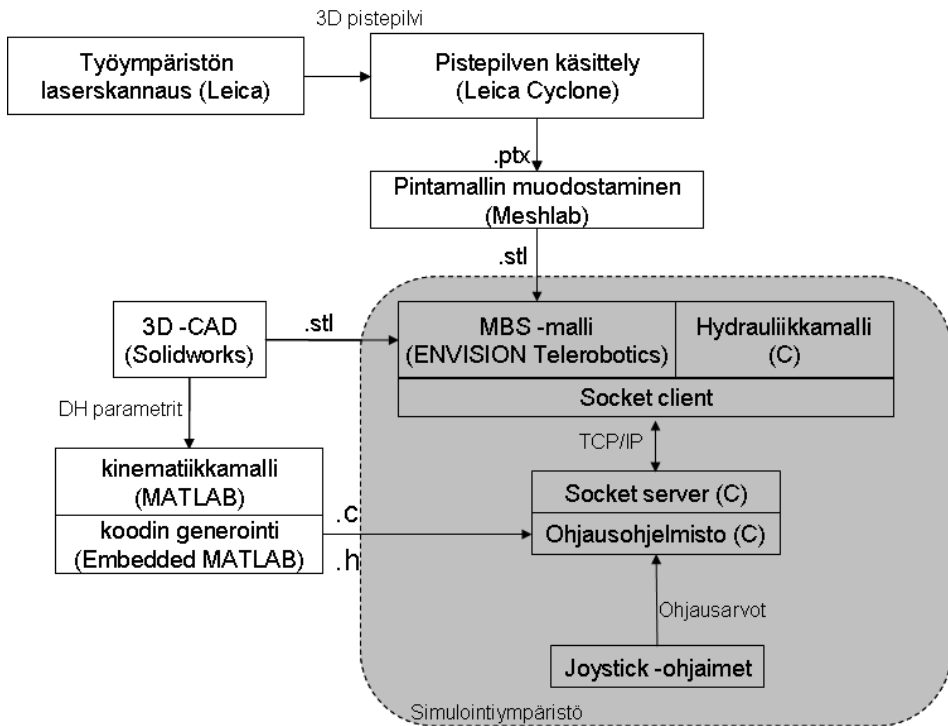 3D pistepilvi
Työympäristön
laserskannaus (Leica)
Pistepilven käsittely
(Leica Cyclone)
.ptx
Pintamallin muodostaminen
(Meshlab)
.stl
3D -CAD
(Solidworks)
.stl
MBS -malli
(ENVISION Telerobotics)
Hydrauliikkamalli
(C)
Socket client
DH parametrit
TCP/IP
kinematiikkamalli
(MATLAB)
koodin generointi
(Embedded MATLAB)
.c
.h
Socket server (C)
Ohjausohjelmisto (C)
Ohjausarvot
Joystick -ohjaimet
Simulointiympäristö